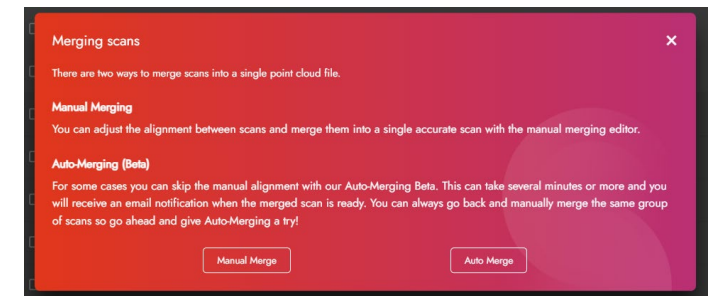 Merging scans
There are two ways to merge scans into a single point cloud file.
Manual Merging
You can adjust the alignment between scans and merge them into a single accurate scan with the manual merging editor.
Auto-Merging (Beta)
For some cases you can skip the manual alignment with our Auto-Merging Beta. This can take several minutes or more and you
will receive an email notification when the merged scan is ready. You can always go back and manually merge the same group
of scans so go ahead and give Auto-Merging a try!
Manual Merge
Auto Merge